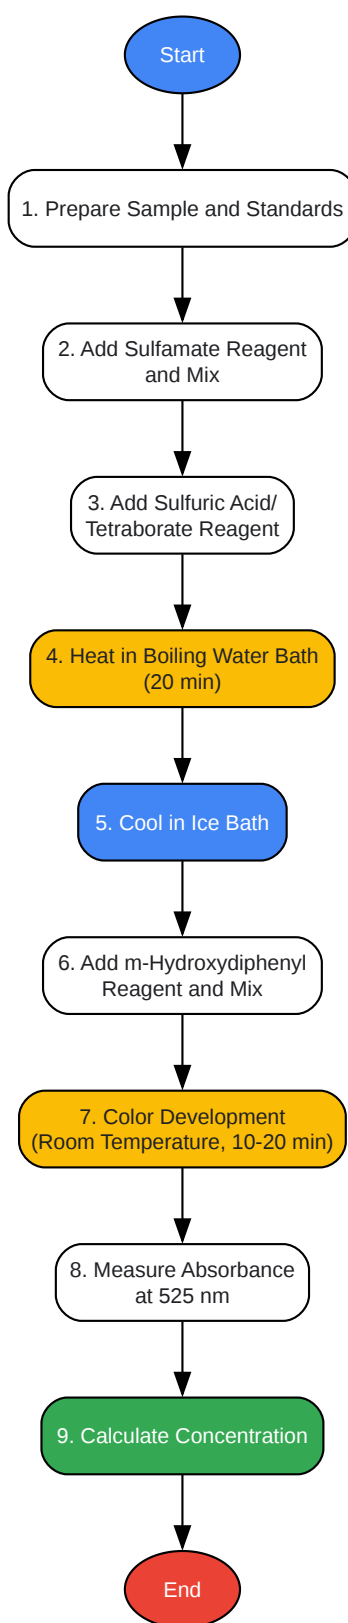 Start
1. Prepare Sample and Standards
2. Add Sulfamate Reagent
and Mix
3. Add Sulfuric Acid/
Tetraborate Reagent
4. Heat in Boiling Water Bath
(20 min)
5. Cool in Ice Bath
6. Add m-Hydroxydiphenyl
Reagent and Mix
7. Color Development
(Room Temperature, 10-20 min)
8. Measure Absorbance
at 525 nm
9. Calculate Concentration
End